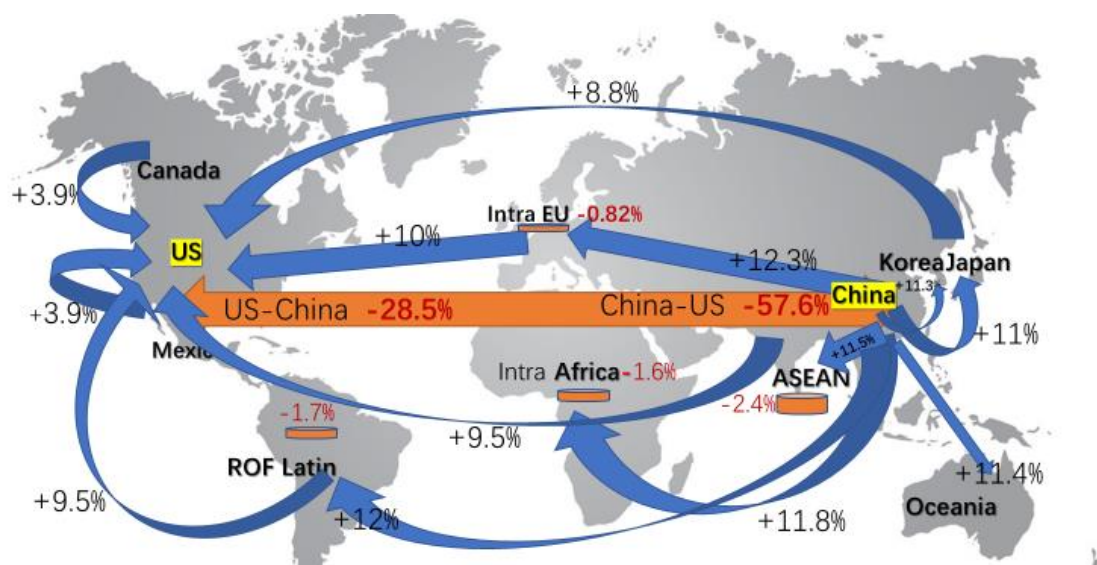 +8.8%
Canada
+3.9%
Intra EU -0.82%
US
+10%
+12.3%
KoreaJapan
+11.3
China
US-China -28.5%
China-US -57.6%
+3.9%
+11%
Mexic
+11.5%
Intra Africa -1.6%
ASEAN
-2.4%
-1.7%
+9.5%
ROF Latin
+9.5%
+11.4%
+12%
+11.8%
Oceania